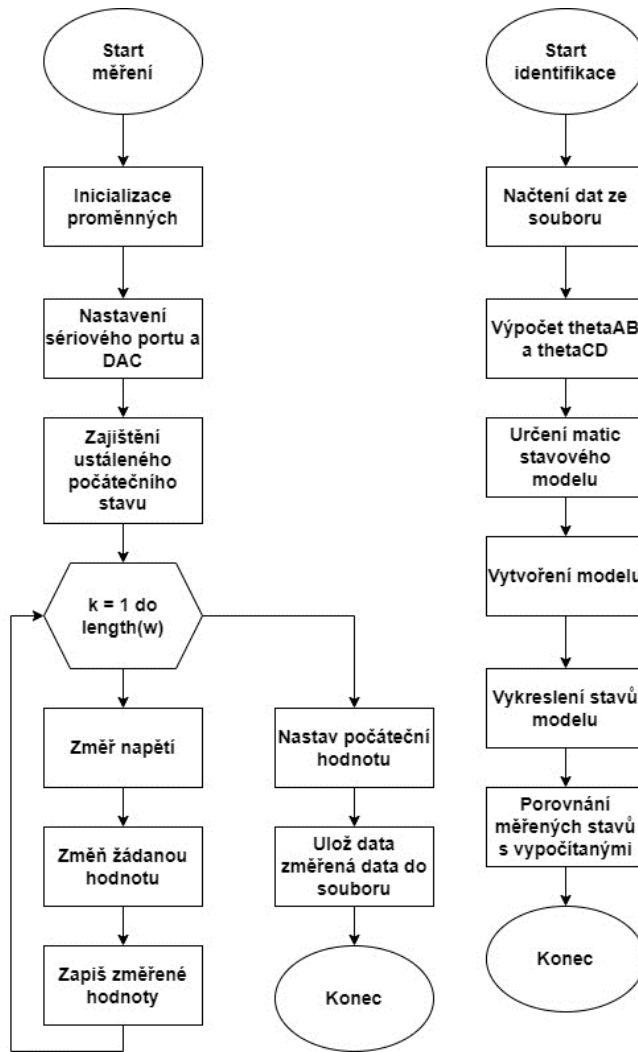 Start
měření
Inicializace
proměnných
Nastavení
sériového portu a
DAC
Zajištění
ustáleného
počátečního
stavu
k = 1 do
length(w)
Změř napětí
Změň žádanou
hodnotu
Zapiš změřené
hodnoty
Nastav počáteční
hodnotu
Ulož data
změřená data do
souboru
Konec
Start
identifikace
Načtení dat ze
souboru
Výpočet thetaAB
a thetaCD
Určení matic
stavového
modelu
Vytvoření modelu
Vykreslení stavů
modelu
Porovnání
měřených stavů
s vypočítanými
Konec